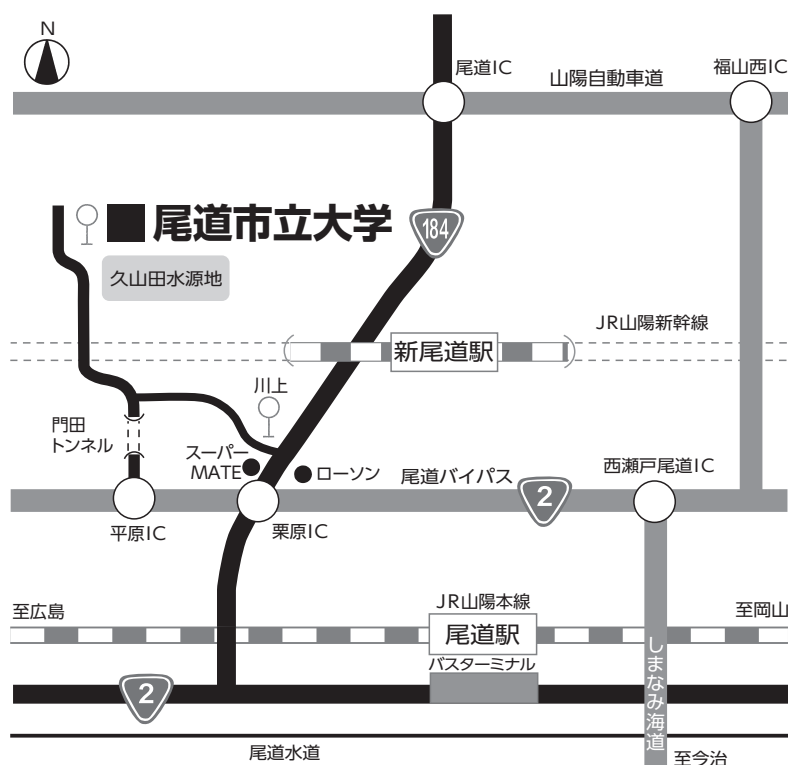 N
尾道IC
山陽自動車道
福山西IC
184
尾道市立大学
久山田水源地
JR山陽新幹線
新尾道駅
川上
門田
トンネル
スーパー
MATE
ローソン
尾道バイパス
2
西瀬戸尾道IC
平原IC
栗原IC
至広島
JR山陽本線
至岡山
尾道駅
バスターミナル
2
しまなみ海道
尾道水道
至今治